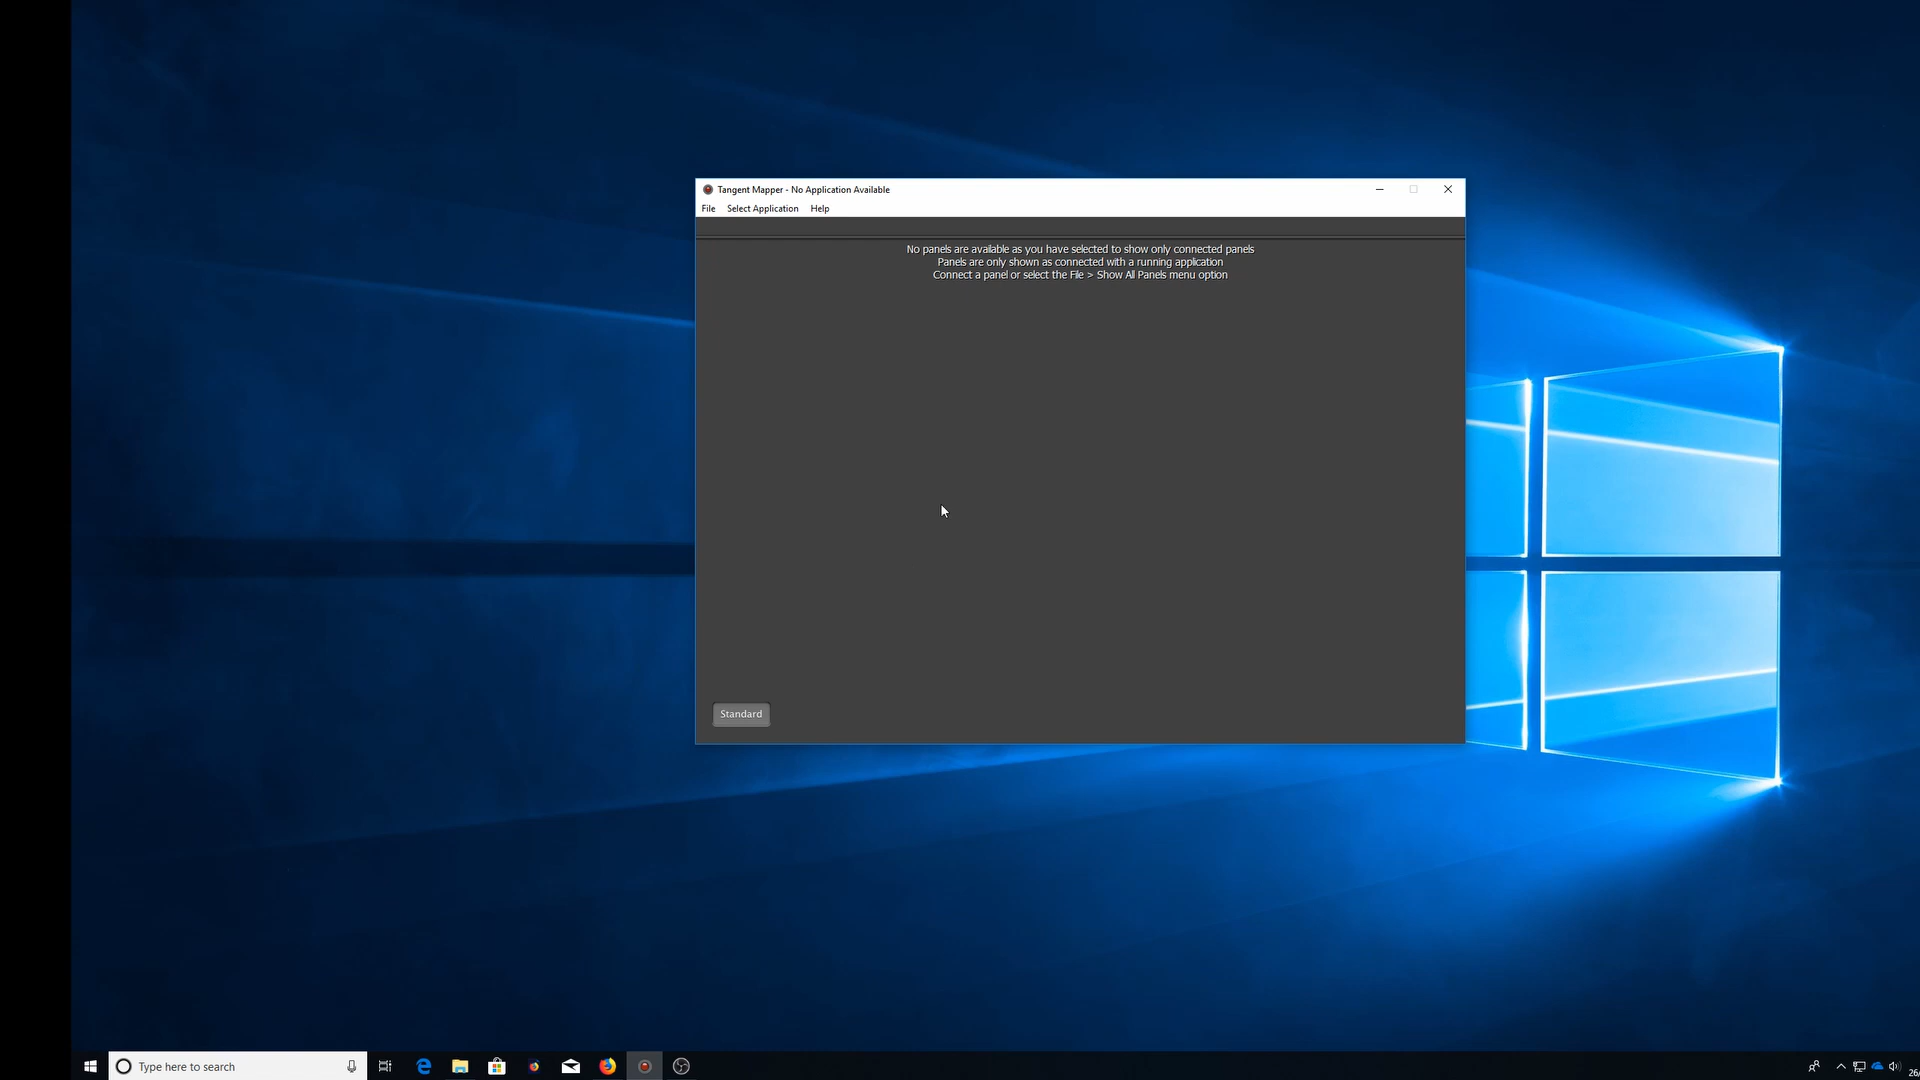 Tangent Mapper - No Application Available
File Select Application Help
No panels are available as you have selected to show only connected panels
Panels are only shown as connected with a running application
Connect a panel or select the File > Show All Panels menu option
Standard
Type here to search